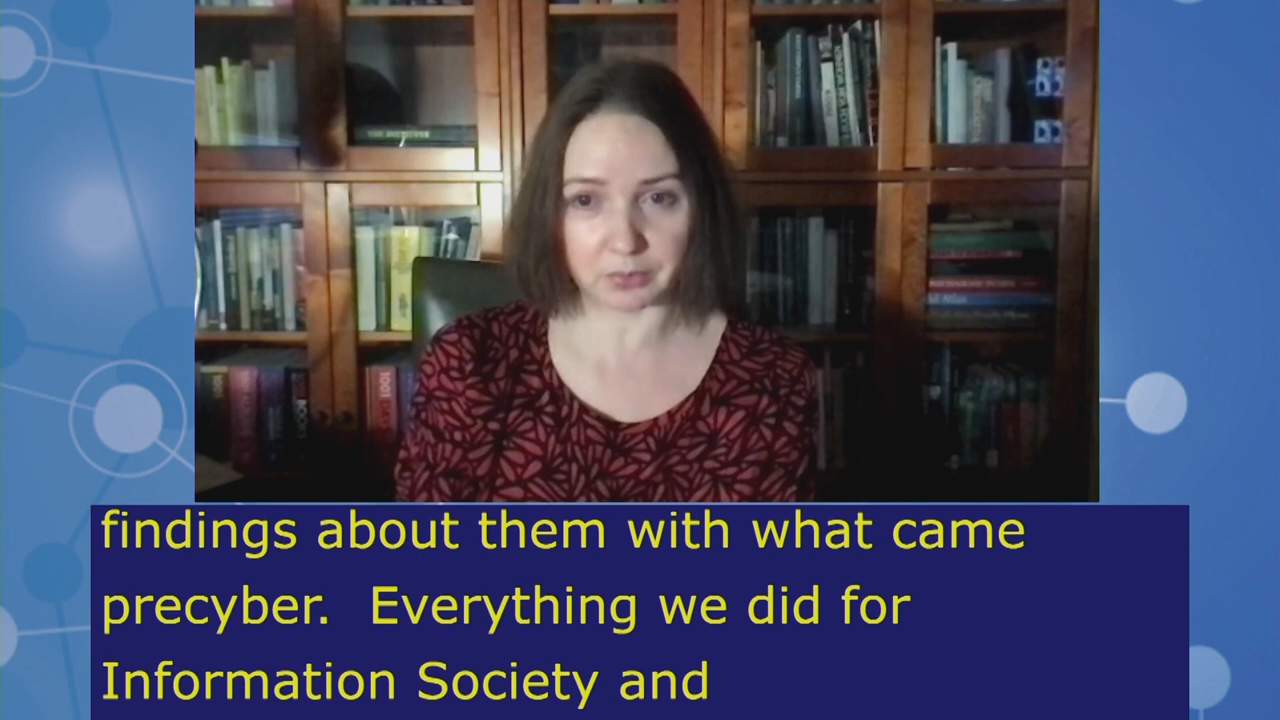 findings about them with what came
precyber.  Everything we did for
Information Society and